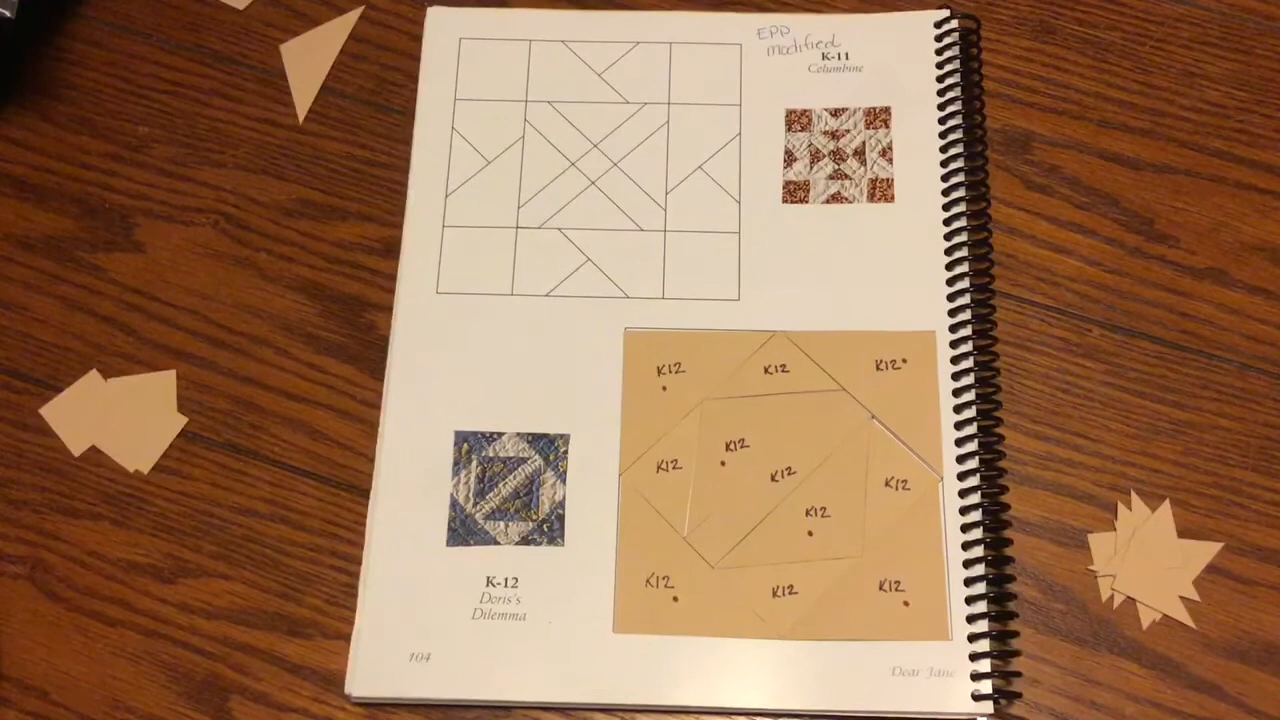 EPP
modified
K-11
Columbine
K12
K12
K12
K12
K12
K12
K12
K12
K12
K12
K12
K-12
Doris's
Dilemma
104
Dear Jane